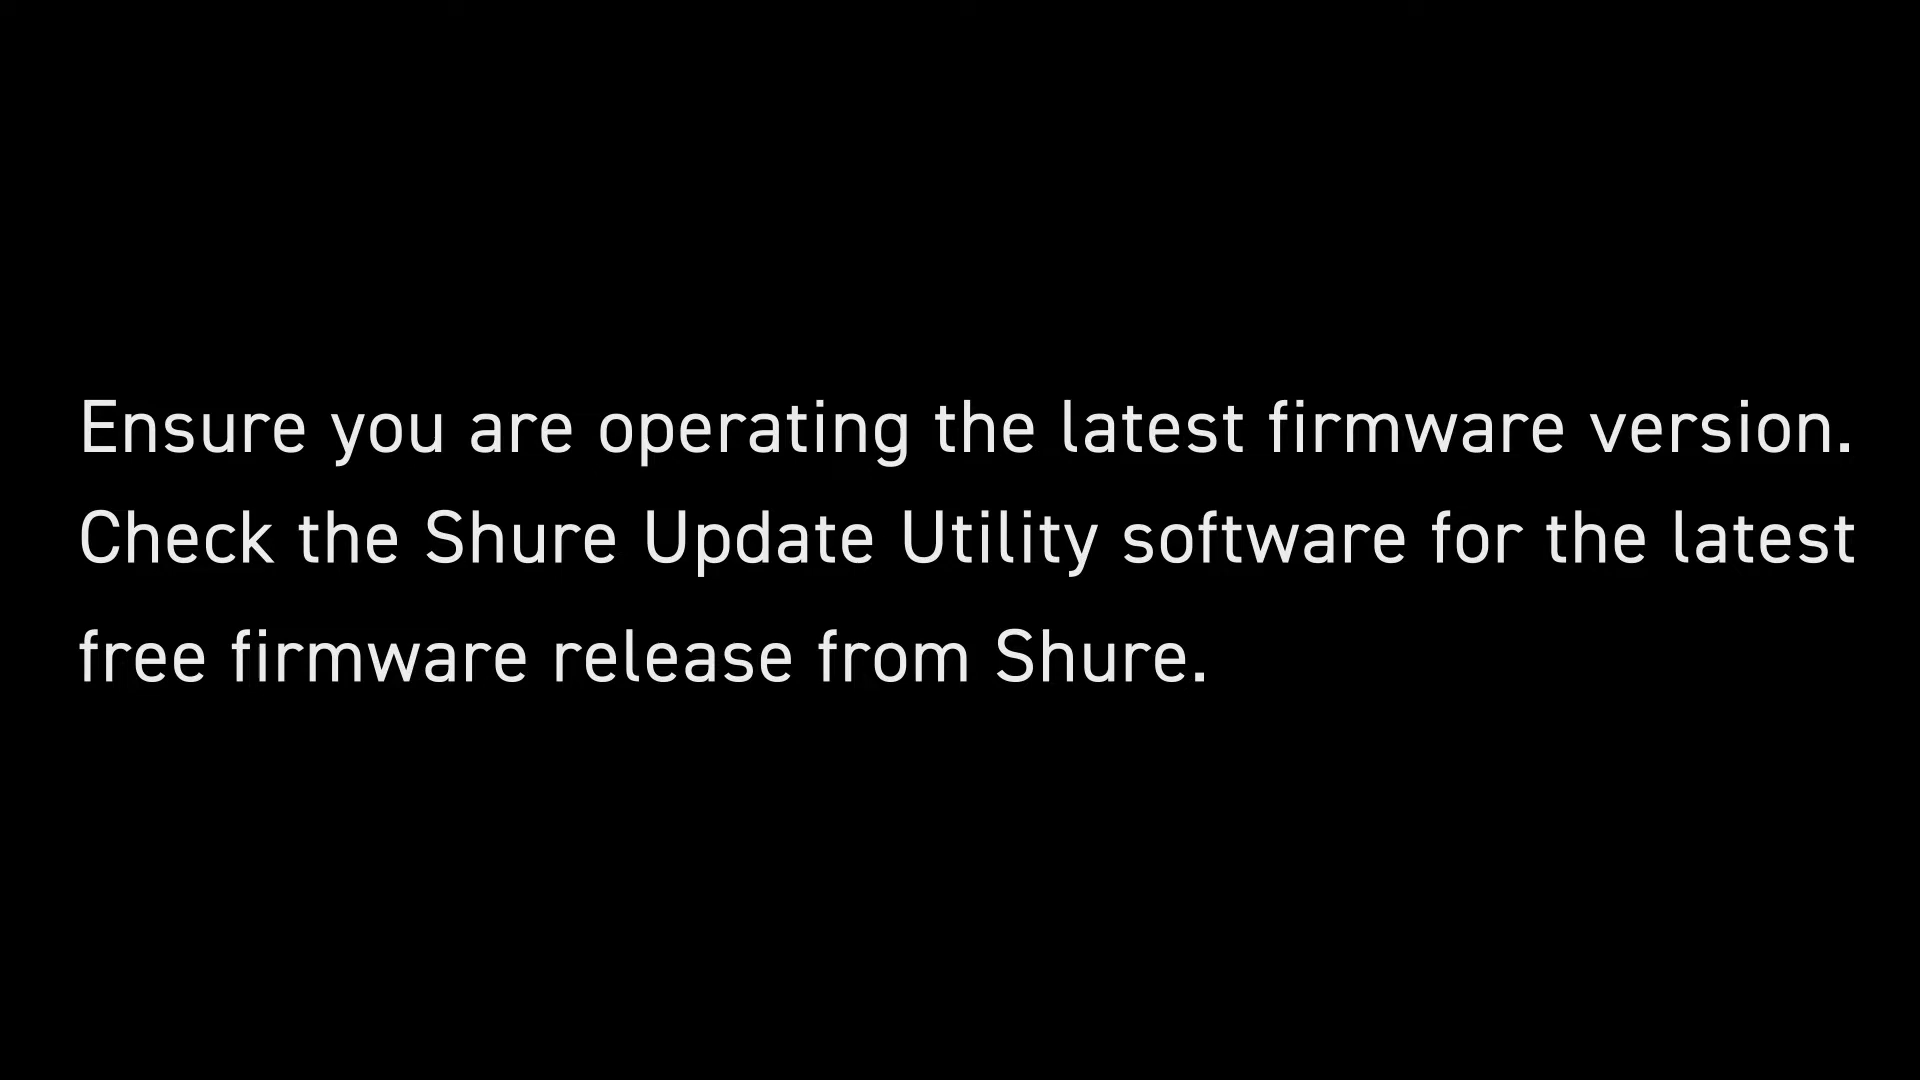 Ensure you are operating the latest firmware version.
Check the Shure Update Utility software for the latest
free firmware release from Shure.